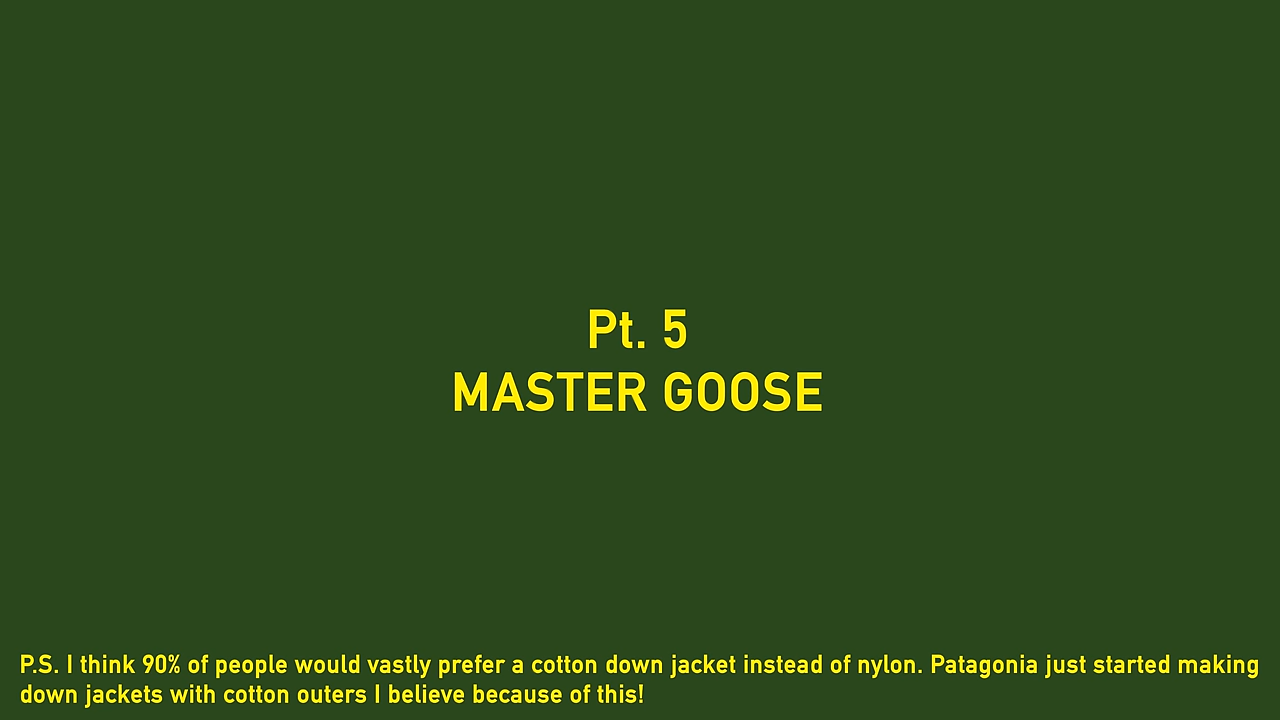 Pt. 5
MASTER GOOSE
P.S. I think 90% of people would vastly prefer a cotton down jacket instead of nylon. Patagonia just started making
down jackets with cotton outers I believe because of this!